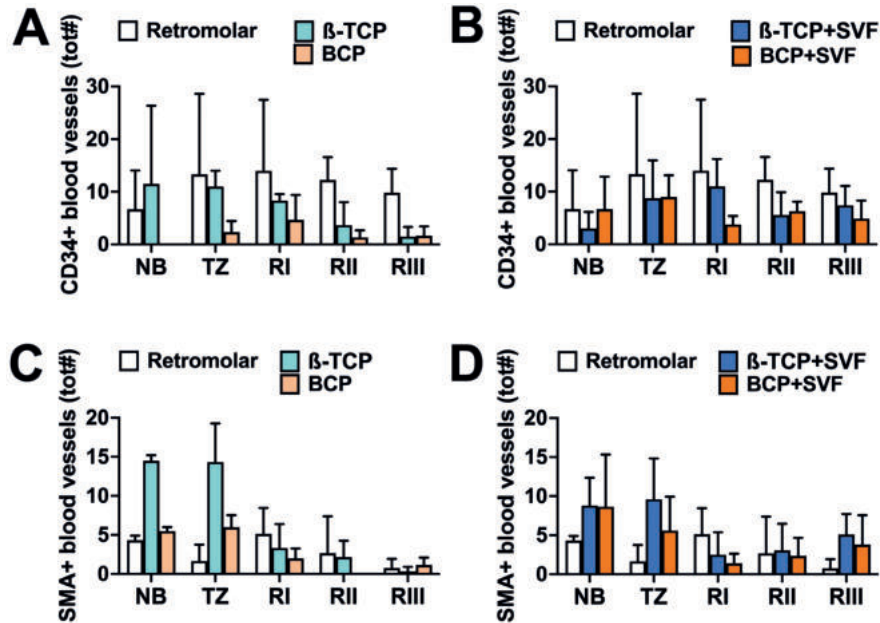 A
Retromolar
ß-TCP
BCP
CD34+ blood vessels (tot#)
30
20
10
0
NB TZ RI RII RIII
B
Retromolar
ß-TCP+SVF
BCP+SVF
CD34+ blood vessels (tot#)
30
20
10
0
NB TZ RI RII RIII
C
Retromolar
ß-TCP
BCP
SMA+ blood vessels (tot#)
20
15
10
5
0
NB TZ RI RII RIII
D
Retromolar
ß-TCP+SVF
BCP+SVF
SMA+ blood vessels (tot#)
20
15
10
5
0
NB TZ RI RII RIII